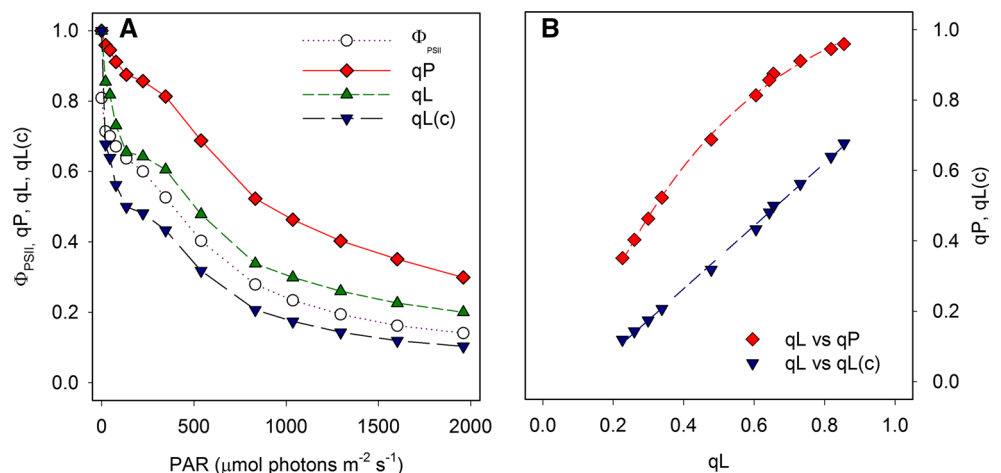 A
Φ_PSII, qP, qL, qL(c)
1.0
0.8
0.6
0.4
0.2
0.0
Φ_PSII
qP
qL
qL(c)
0
500
1000
1500
2000
PAR (μmol photons m⁻² s⁻¹)
B
qL vs qP
qL vs qL(c)
0.0
0.2
0.4
0.6
0.8
1.0
qL
1.0
0.8
0.6
0.4
0.2
0.0
qP, qL(c)